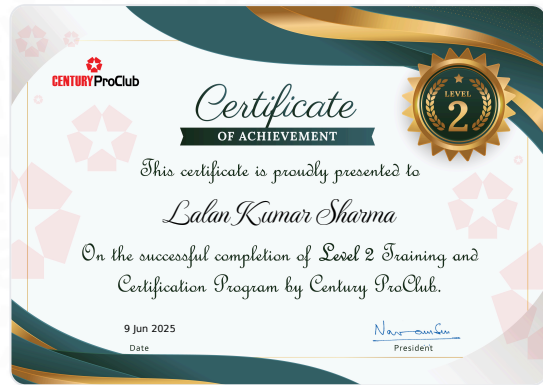 CENTURY ProClub
Certificate
OF ACHIEVEMENT
LEVEL
2
This certificate is proudly presented to
Lalan Kumar Sharma
On the successful completion of Level 2 Training and
Certification Program by Century ProClub.
9 Jun 2025
Date
President